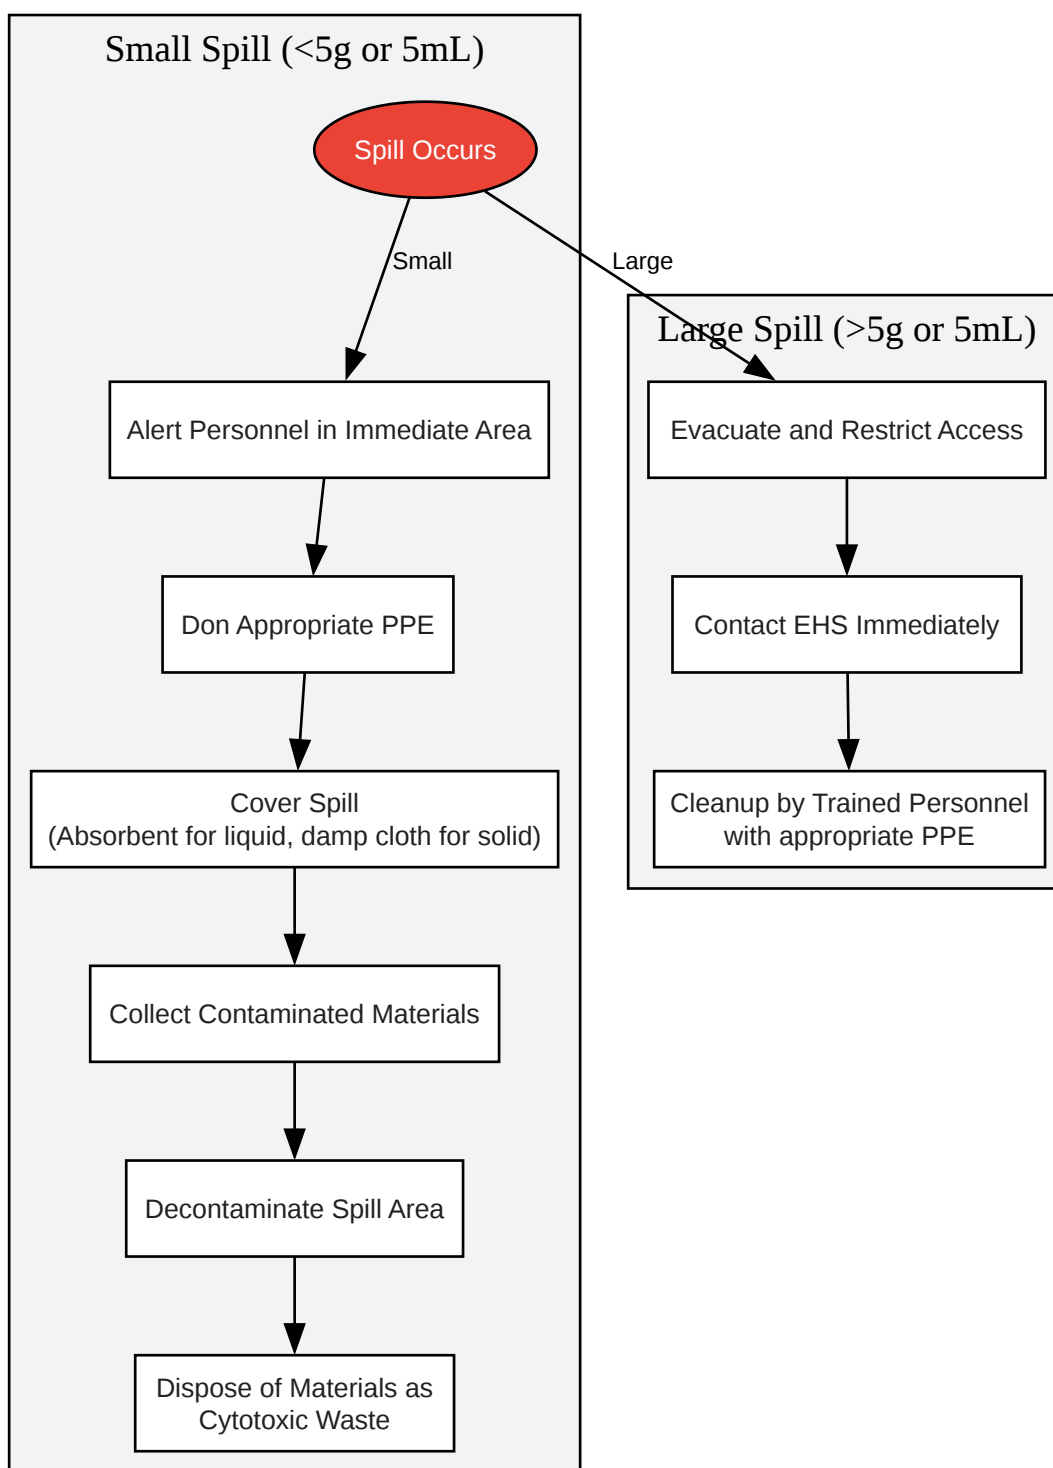 Small Spill (<5g or 5mL)
Spill Occurs
Small
Large
Large Spill (>5g or 5mL)
Alert Personnel in Immediate Area
Evacuate and Restrict Access
Don Appropriate PPE
Contact EHS Immediately
Cover Spill
(Absorbent for liquid, damp cloth for solid)
Cleanup by Trained Personnel
with appropriate PPE
Collect Contaminated Materials
Decontaminate Spill Area
Dispose of Materials as
Cytotoxic Waste